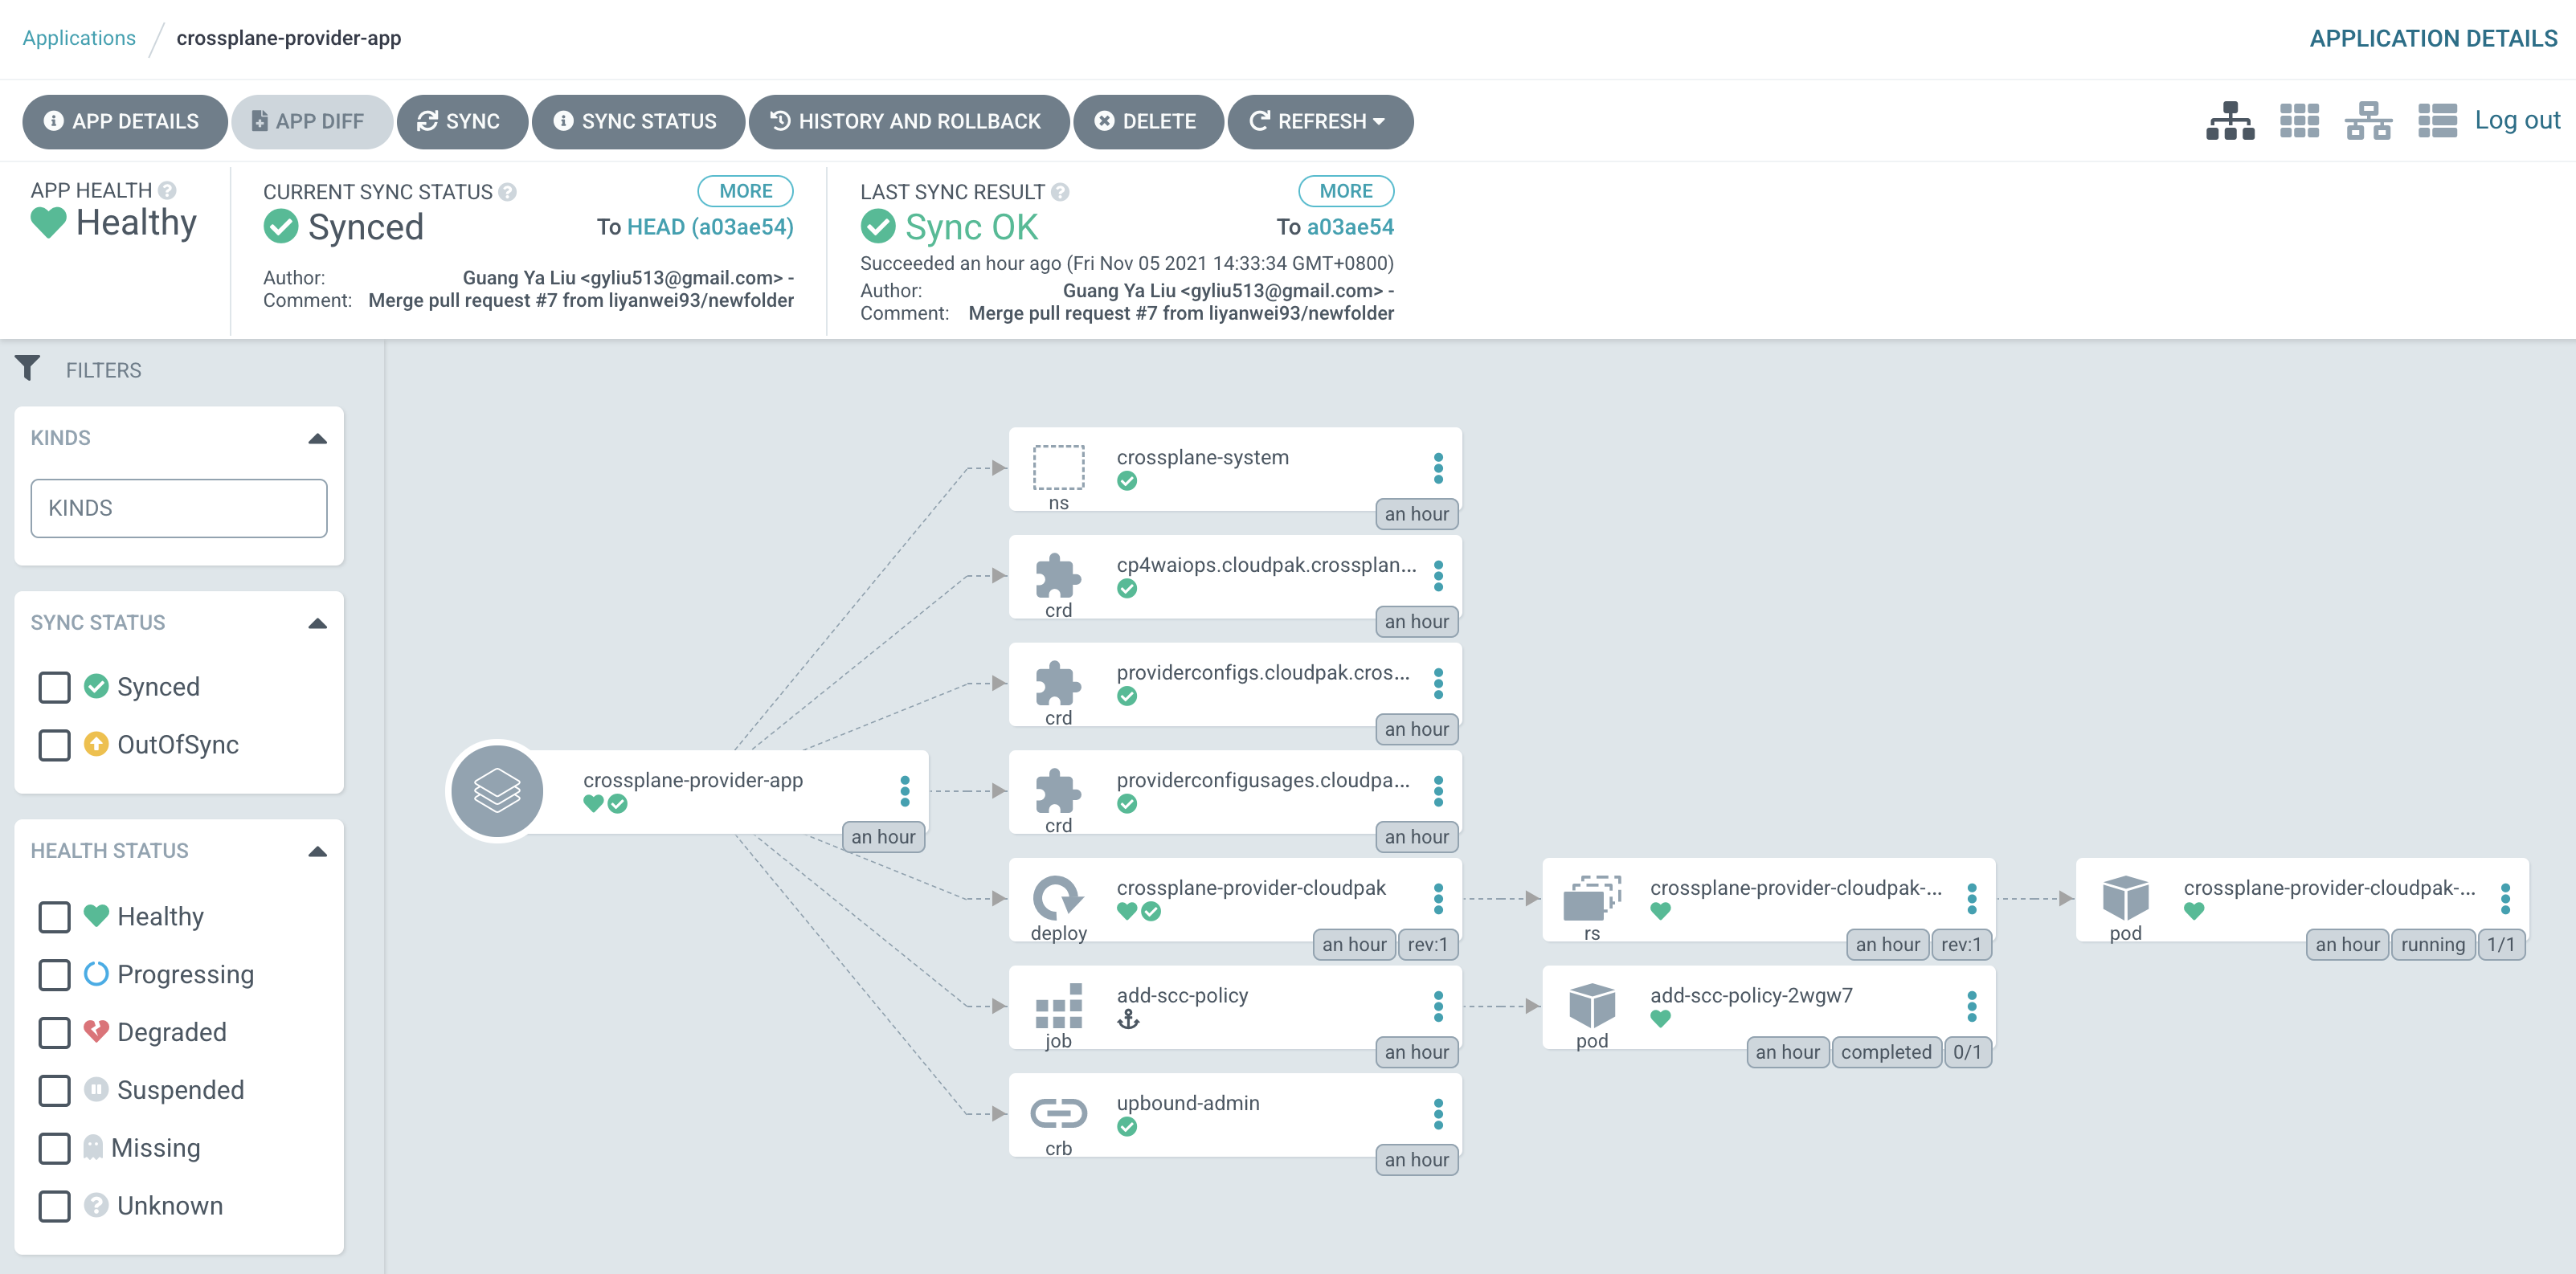 Applications / crossplane-provider-app
APPLICATION DETAILS
APP DETAILS
APP DIFF
SYNC
SYNC STATUS
HISTORY AND ROLLBACK
DELETE
REFRESH
Log out
APP HEALTH
Healthy
CURRENT SYNC STATUS
MORE
Synced
To HEAD (a03ae54)
Author: Guang Ya Liu <gyliu513@gmail.com> -
Comment: Merge pull request #7 from liyanwei93/newfolder
LAST SYNC RESULT
MORE
Sync OK
To a03ae54
Succeeded an hour ago (Fri Nov 05 2021 14:33:34 GMT+0800)
Author: Guang Ya Liu <gyliu513@gmail.com> -
Comment: Merge pull request #7 from liyanwei93/newfolder
FILTERS
KINDS
KINDS
SYNC STATUS
Synced
OutOfSync
HEALTH STATUS
Healthy
Progressing
Degraded
Suspended
Missing
Unknown
crossplane-provider-app
an hour
crossplane-system
ns
an hour
cp4waiops.cloudpak.crossplan...
crd
an hour
providerconfigs.cloudpak.cros...
crd
an hour
providerconfigusages.cloudpa...
crd
an hour
crossplane-provider-cloudpak
deploy
an hour rev:1
crossplane-provider-cloudpak-...
rs
an hour rev:1
crossplane-provider-cloudpak-...
pod
an hour running 1/1
add-scc-policy
job
an hour
add-scc-policy-2wgw7
pod
an hour completed 0/1
upbound-admin
crb
an hour